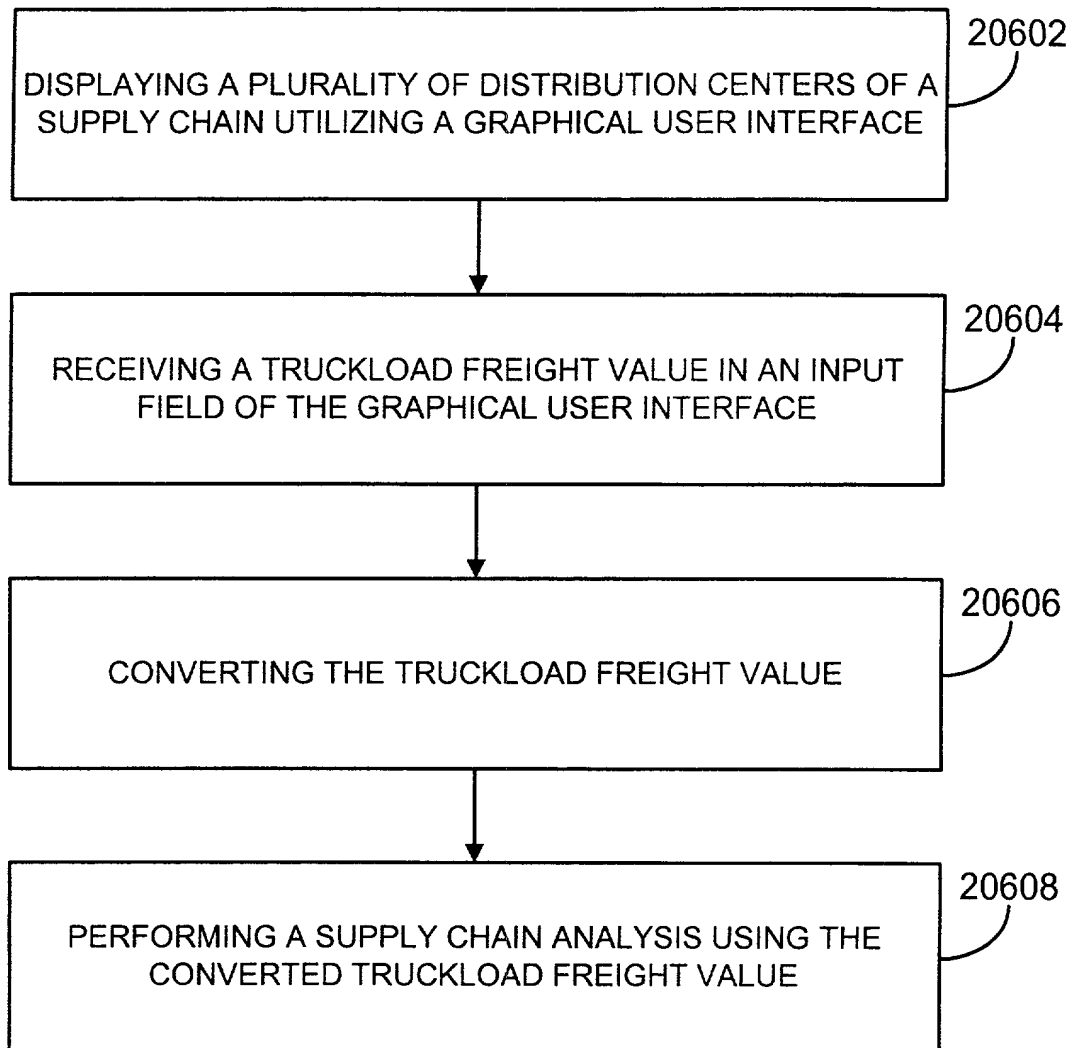 20602
DISPLAYING A PLURALITY OF DISTRIBUTION CENTERS OF A
SUPPLY CHAIN UTILIZING A GRAPHICAL USER INTERFACE
20604
RECEIVING A TRUCKLOAD FREIGHT VALUE IN AN INPUT
FIELD OF THE GRAPHICAL USER INTERFACE
20606
CONVERTING THE TRUCKLOAD FREIGHT VALUE
20608
PERFORMING A SUPPLY CHAIN ANALYSIS USING THE
CONVERTED TRUCKLOAD FREIGHT VALUE